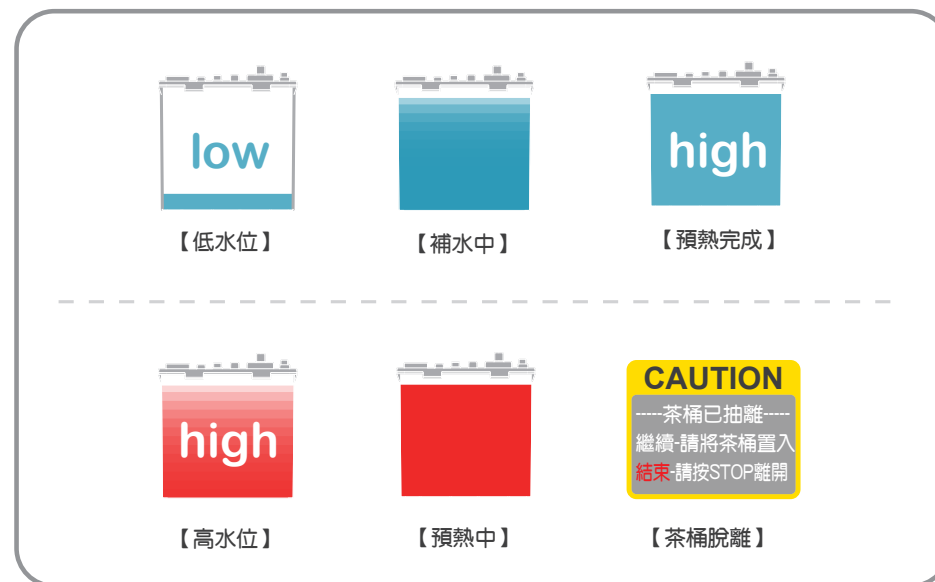 low
high
【低水位】
【補水中】
【預熱完成】
high
CAUTION
-----茶桶已抽離-----
繼續-請將茶桶置入
結束-請按STOP離開
【高水位】
【預熱中】
【茶桶脫離】